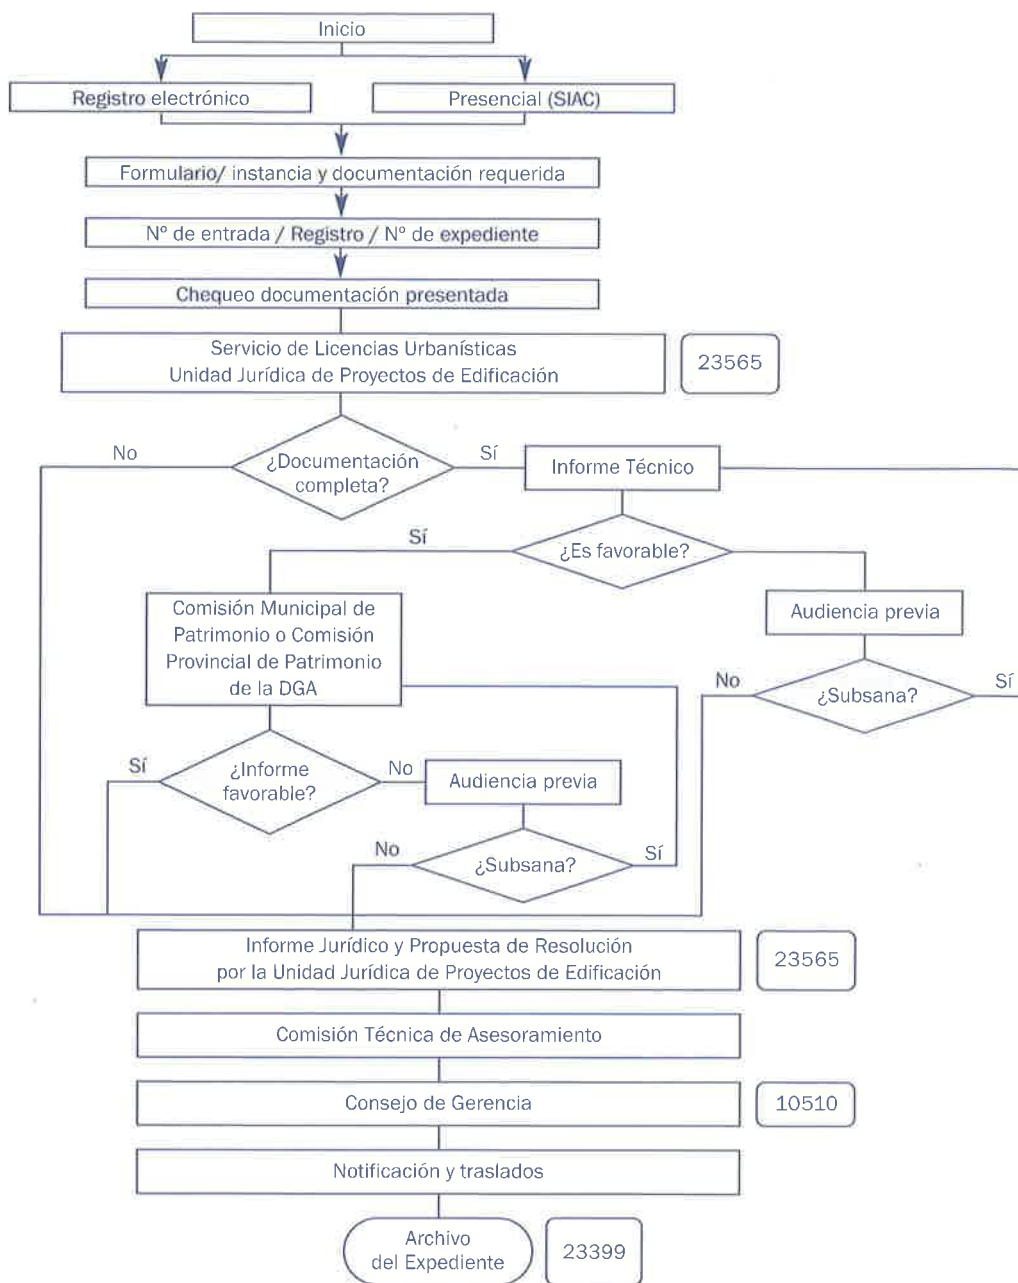 Inicio
Registro electrónico
Presencial (SIAC)
Formulario/ instancia y documentación requerida
Nº de entrada / Registro / Nº de expediente
Chequeo documentación presentada
Servicio de Licencias Urbanísticas
Unidad Jurídica de Proyectos de Edificación
23565
No
¿Documentación
completa?
Sí
Informe Técnico
Sí
¿Es favorable?
Comisión Municipal de
Patrimonio o Comisión
Provincial de Patrimonio
de la DGA
Audiencia previa
No
¿Subsana?
Sí
Sí
¿Informe
favorable?
No
Audiencia previa
No
¿Subsana?
Sí
Informe Jurídico y Propuesta de Resolución
por la Unidad Jurídica de Proyectos de Edificación
23565
Comisión Técnica de Asesoramiento
Consejo de Gerencia
10510
Notificación y traslados
Archivo
del Expediente
23399